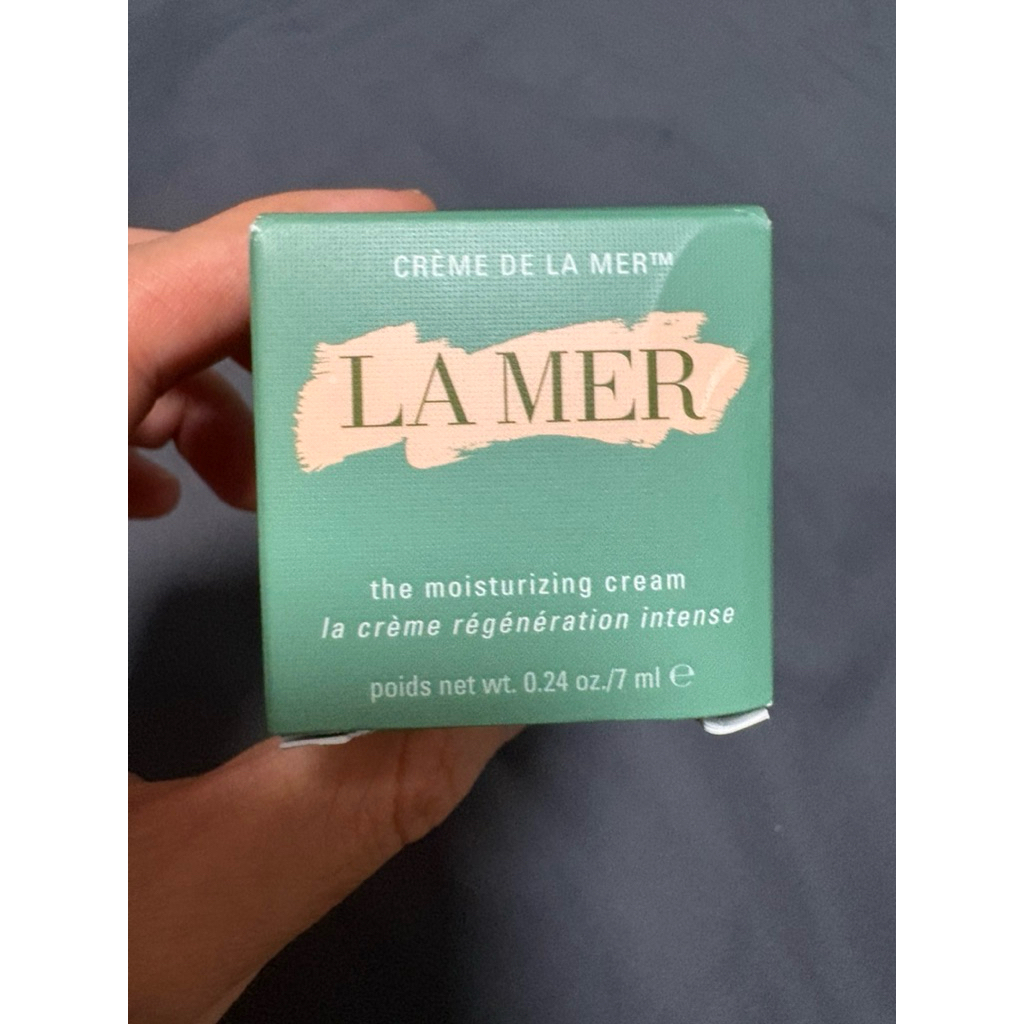 CRÈME DE LA MER™
LA MER
the moisturizing cream
la crème régénération intense
poids net wt. 0.24 oz./7 ml ℮